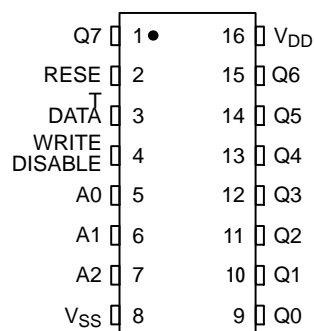 Q7 1 16 VDD
RESE 2 15 Q6
T
DATA 3 14 Q5
WRITE
DISABLE 4 13 Q4
A0 5 12 Q3
A1 6 11 Q2
A2 7 10 Q1
VSS 8 9 Q0